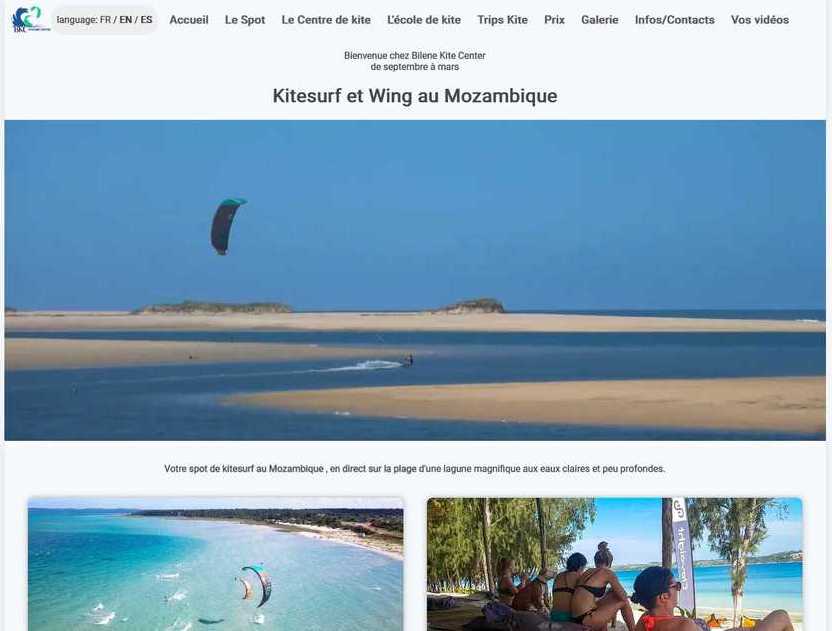 BKC
language: FR / EN / ES
Accueil Le Spot Le Centre de kite L'école de kite Trips Kite Prix Galerie Infos/Contacts Vos vidéos
Bienvenue chez Bilene Kite Center
de septembre à mars
Kitesurf et Wing au Mozambique
Votre spot de kitesurf au Mozambique , en direct sur la plage d'une lagune magnifique aux eaux claires et peu profondes.